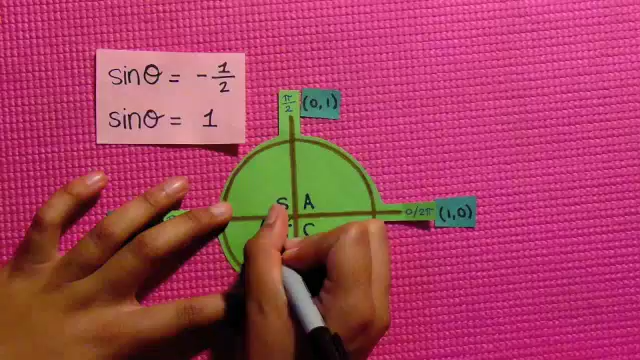 sinθ = -1/2
sinθ = 1
π/2 (0,1)
S A
0/2π (1,0)
C